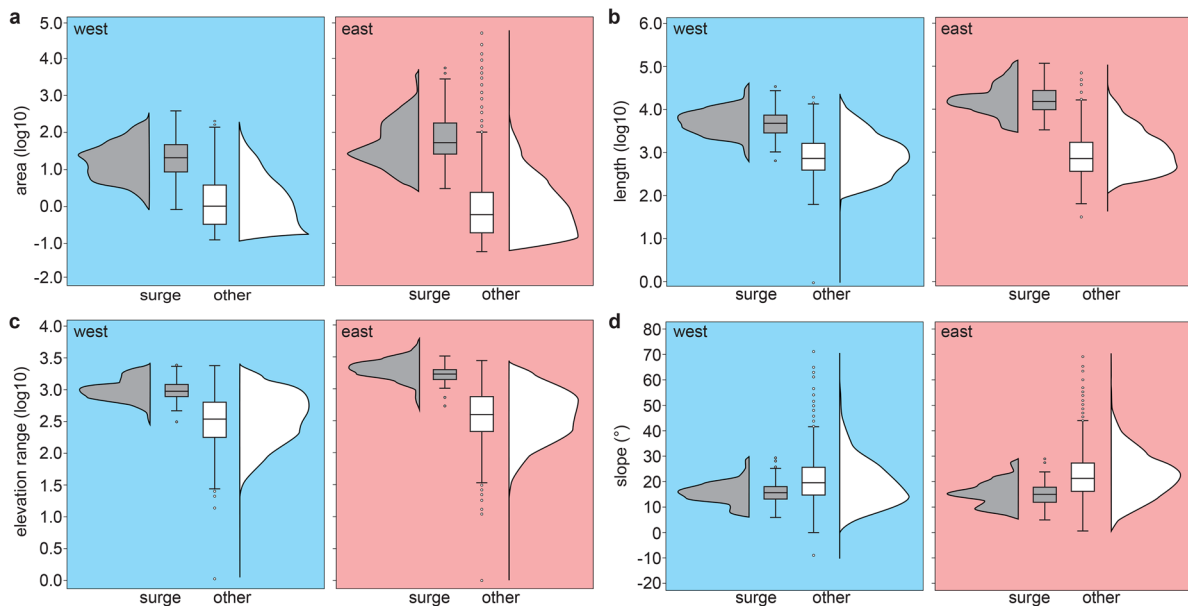 a
west
east
area (log10)
5.0
4.0
3.0
2.0
1.0
0.0
-1.0
-2.0
surge
other
surge
other
b
west
east
length (log10)
6.0
5.0
4.0
3.0
2.0
1.0
0.0
surge
other
surge
other
c
west
east
elevation range (log10)
4.0
3.5
3.0
2.5
2.0
1.5
1.0
0.5
0.0
surge
other
surge
other
d
west
east
slope (°)
80
70
60
50
40
30
20
10
0
-10
-20
surge
other
surge
other